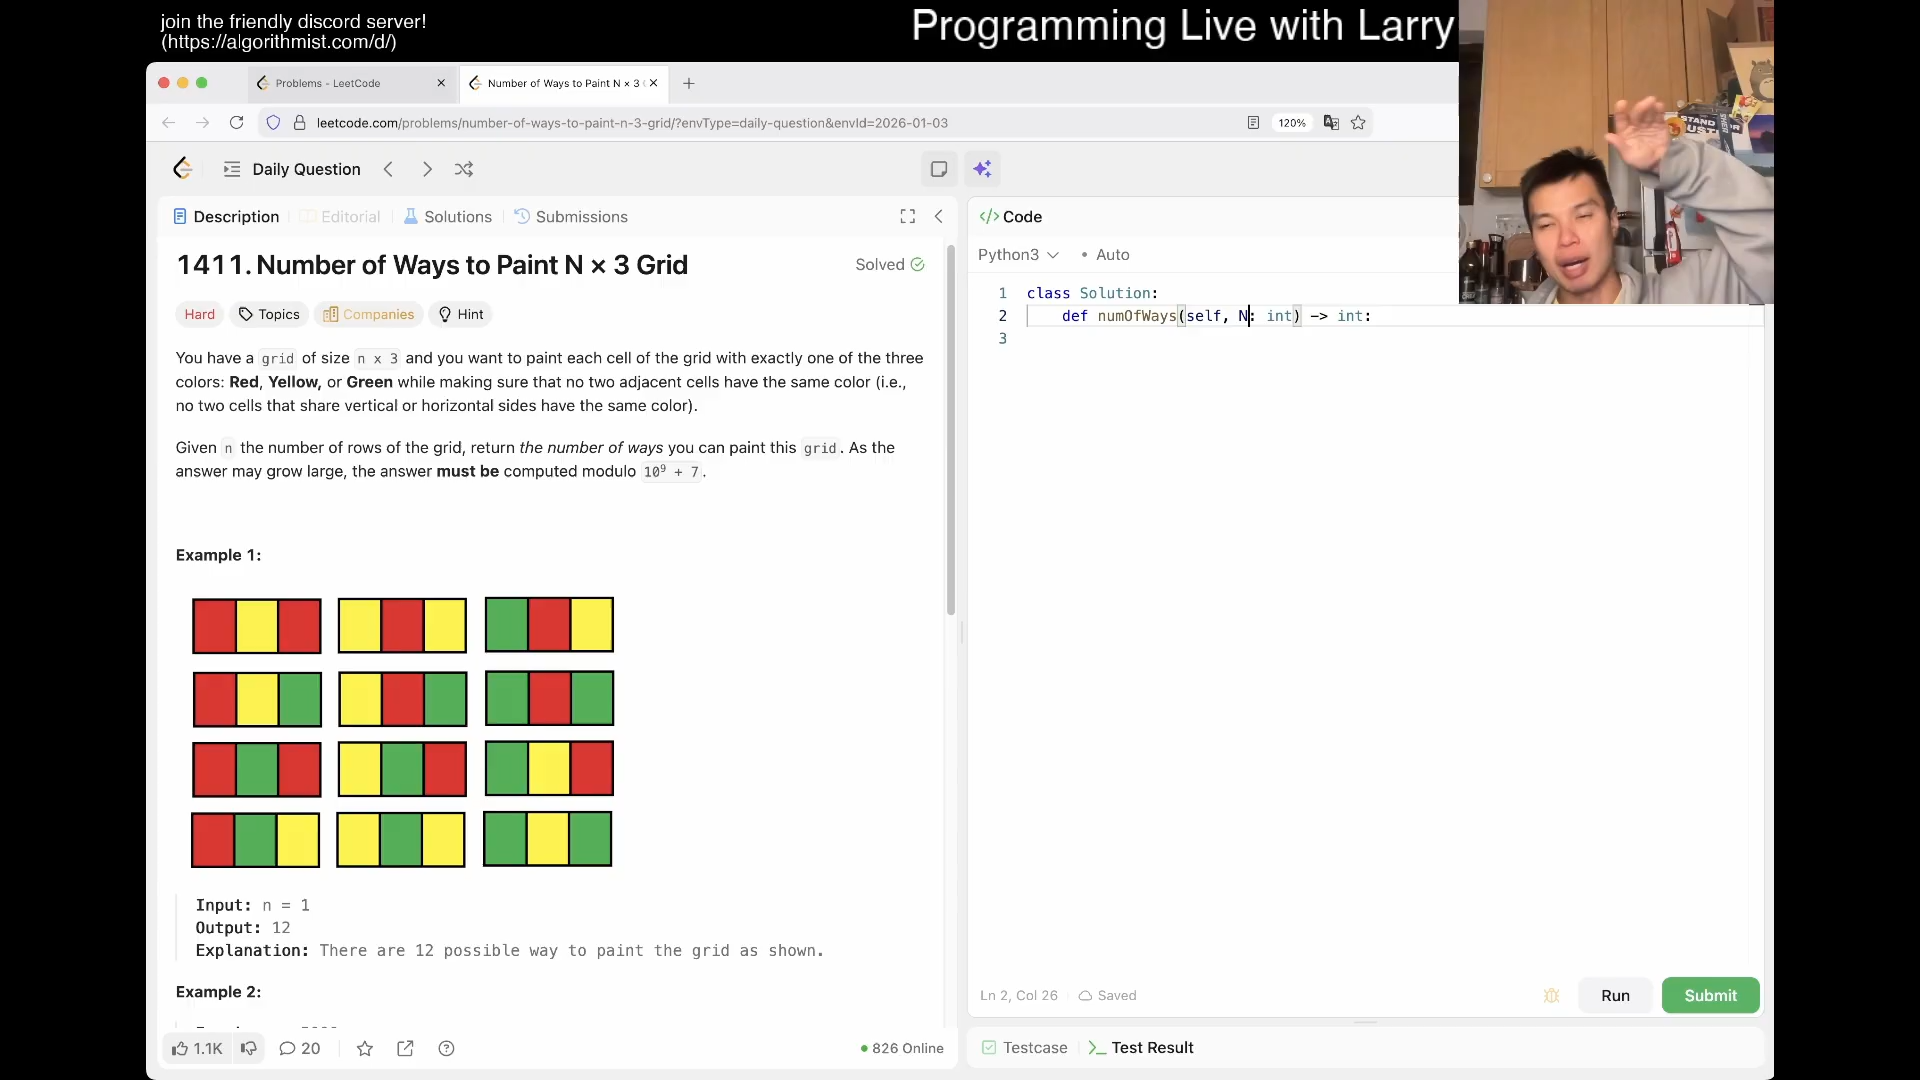 join the friendly discord server!
(https://algorithmist.com/d/)
Programming Live with Larry
Problems - LeetCode
Number of Ways to Paint N × 3
leetcode.com/problems/number-of-ways-to-paint-n-3-grid/?envType=daily-question&envId=2026-01-03
120%
Daily Question
Description
Editorial
Solutions
Submissions
1411. Number of Ways to Paint N × 3 Grid
Solved
Hard
Topics
Companies
Hint
You have a grid of size n x 3 and you want to paint each cell of the grid with exactly one of the three
colors: Red, Yellow, or Green while making sure that no two adjacent cells have the same color (i.e.,
no two cells that share vertical or horizontal sides have the same color).
Given n the number of rows of the grid, return the number of ways you can paint this grid. As the
answer may grow large, the answer must be computed modulo 10⁹ + 7.
Example 1:
Input: n = 1
Output: 12
Explanation: There are 12 possible way to paint the grid as shown.
Example 2:
1.1K
20
826 Online
</> Code
Python3
• Auto
1 class Solution:
2 def numOfWays(self, N: int) -> int:
3
Ln 2, Col 26
Saved
Run
Submit
Testcase
Test Result
STAND